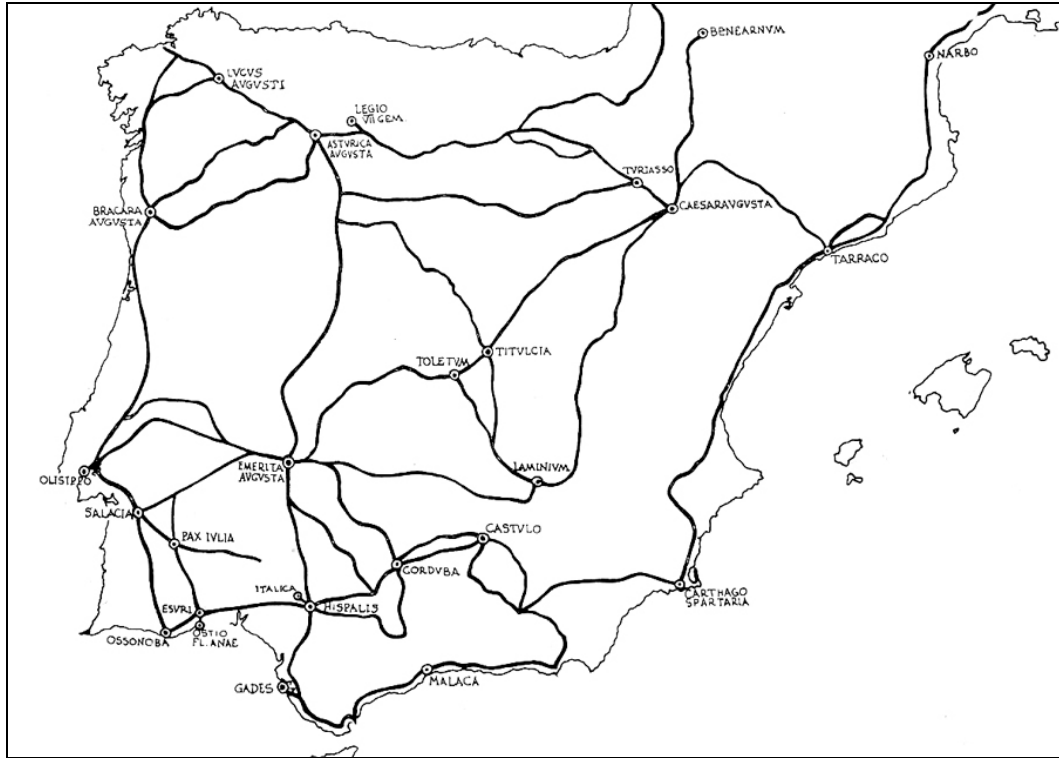 BENEARNVM
NARBO
LVCVS
AVGVSTI
LEGIO
VII GEM.
ASTVRICA
AVGVSTA
TVRIASSO
CAESARAVGVSTA
BRACARA
AVGVSTA
TARRACO
TITVLCIA
TOLETVM
OLISIPPO
EMERITA
AVGVSTA
LAMINIVM
SALACIA
PAX IVLIA
CASTVLO
CORDVBA
CARTHAGO
SPARTARIA
ITALICA
HISPALIS
ESVRI
OSTIO
FL. ANAE
OSSONOBA
GADES
MALACA